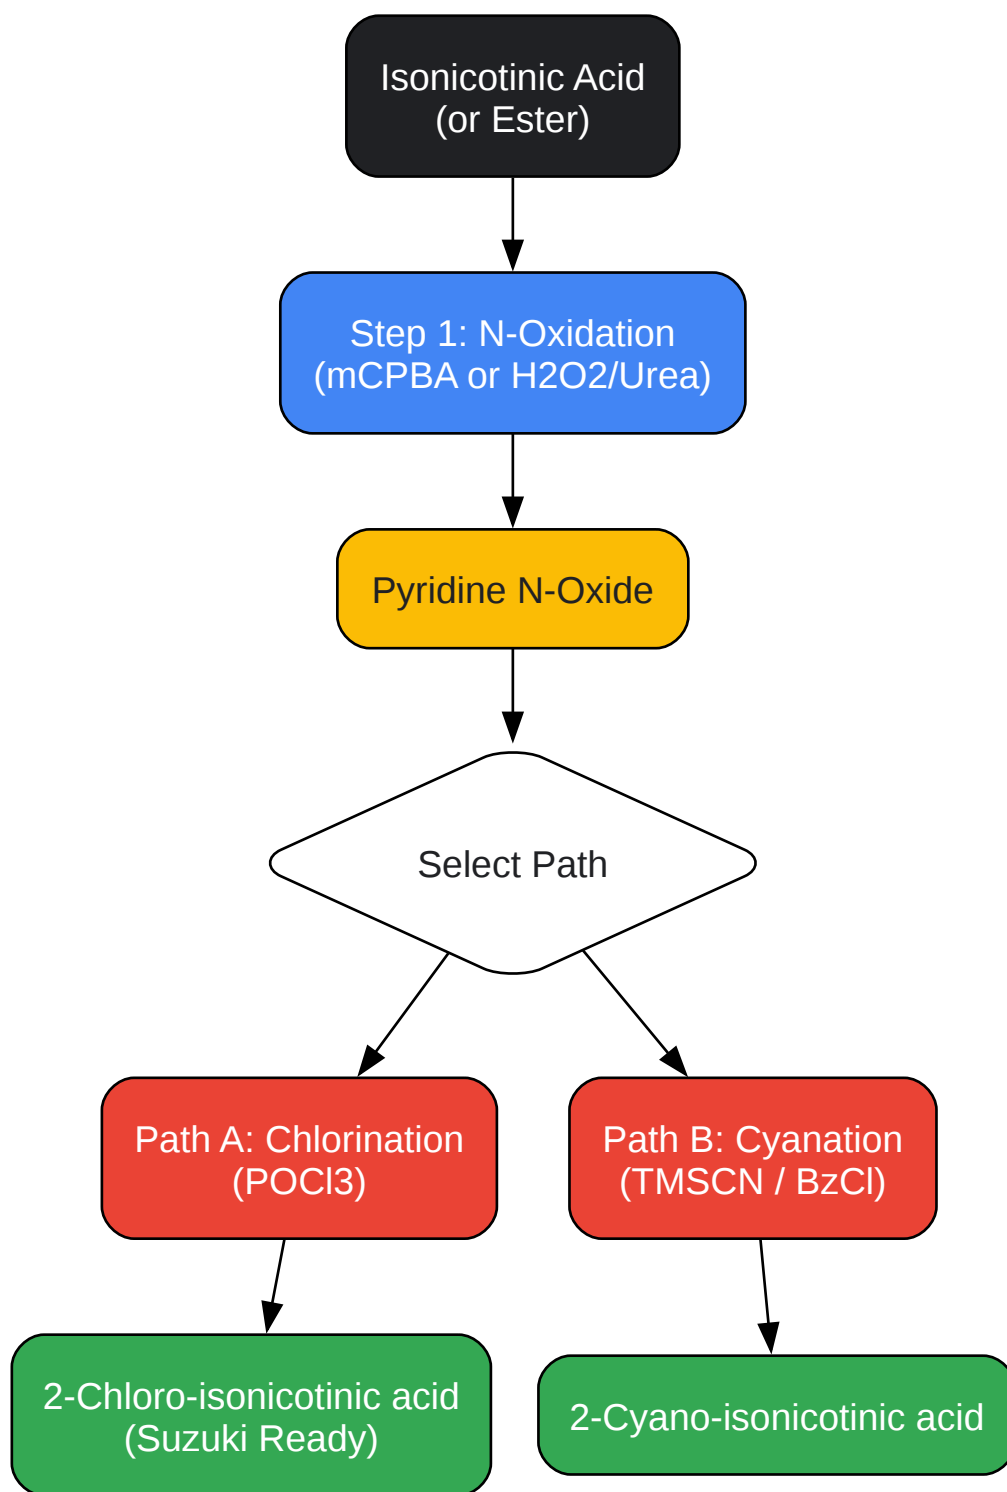 Isonicotinic Acid
(or Ester)
Step 1: N-Oxidation
(mCPBA or H2O2/Urea)
Pyridine N-Oxide
Select Path
Path A: Chlorination
(POCl3)
Path B: Cyanation
(TMSCN / BzCl)
2-Chloro-isonicotinic acid
(Suzuki Ready)
2-Cyano-isonicotinic acid